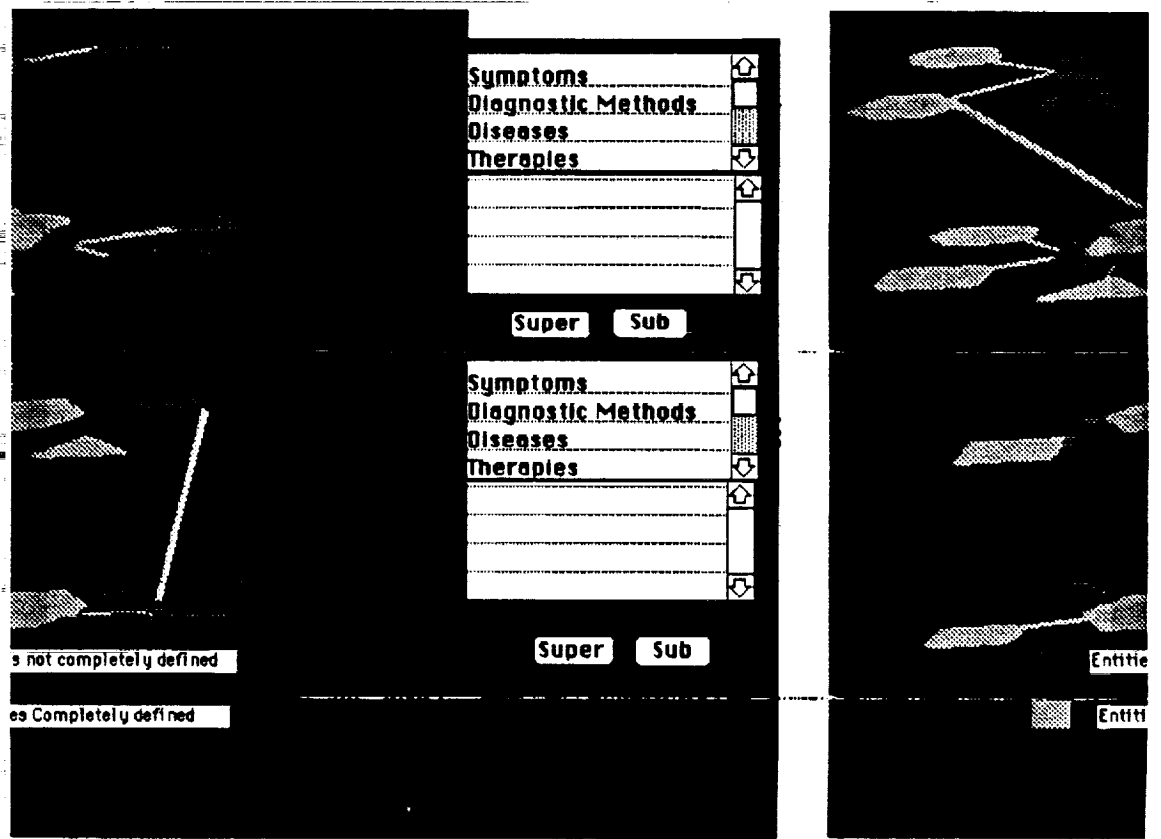 Symptoms
Diagnostic Methods
Diseases
Therapies
Super Sub
Symptoms
Diagnostic Methods
Diseases
Therapies
Super Sub
s not completely defined
es Completely defined
Entitie
Entiti